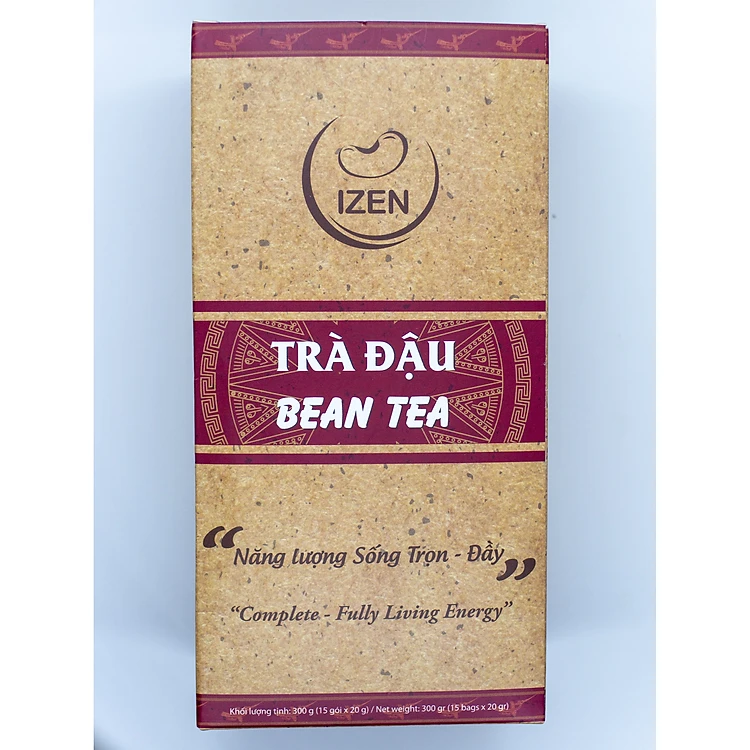 IZEN
TRÀ ĐẬU
BEAN TEA
“Năng lượng Sống Trọn - Đầy”
“Complete - Fully Living Energy”
Khối lượng tịnh: 300 g (15 gói x 20 g) / Net weight: 300 gr (15 bags x 20 gr)